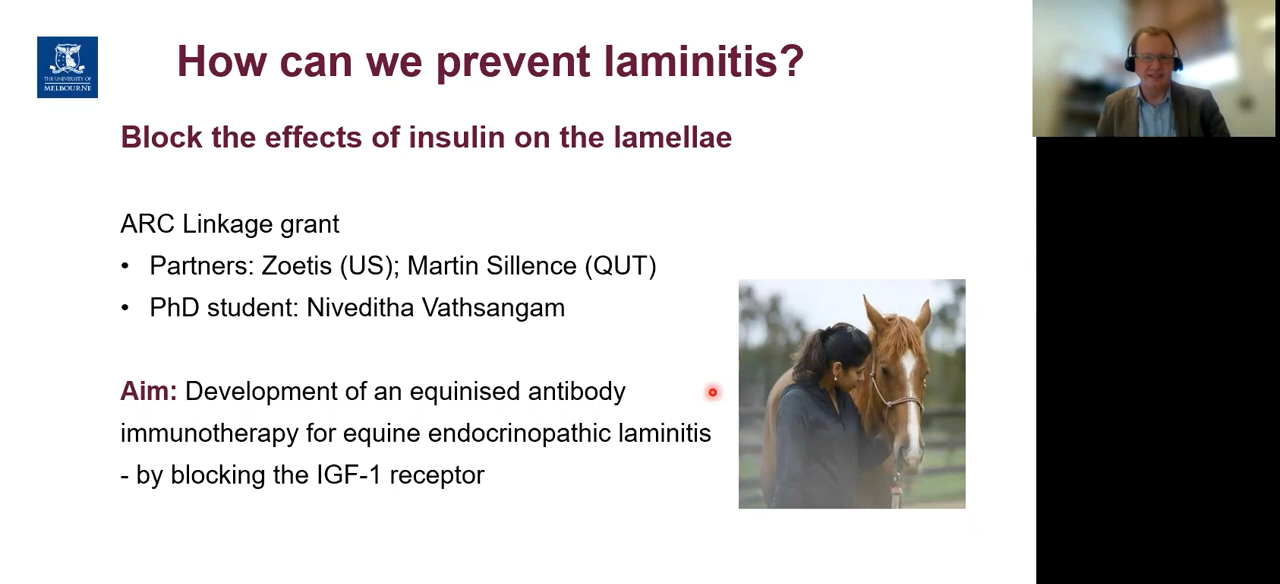 How can we prevent laminitis?
THE UNIVERSITY OF
MELBOURNE
Block the effects of insulin on the lamellae
ARC Linkage grant
• Partners: Zoetis (US); Martin Sillence (QUT)
• PhD student: Niveditha Vathsangam
Aim: Development of an equinised antibody
immunotherapy for equine endocrinopathic laminitis
- by blocking the IGF-1 receptor